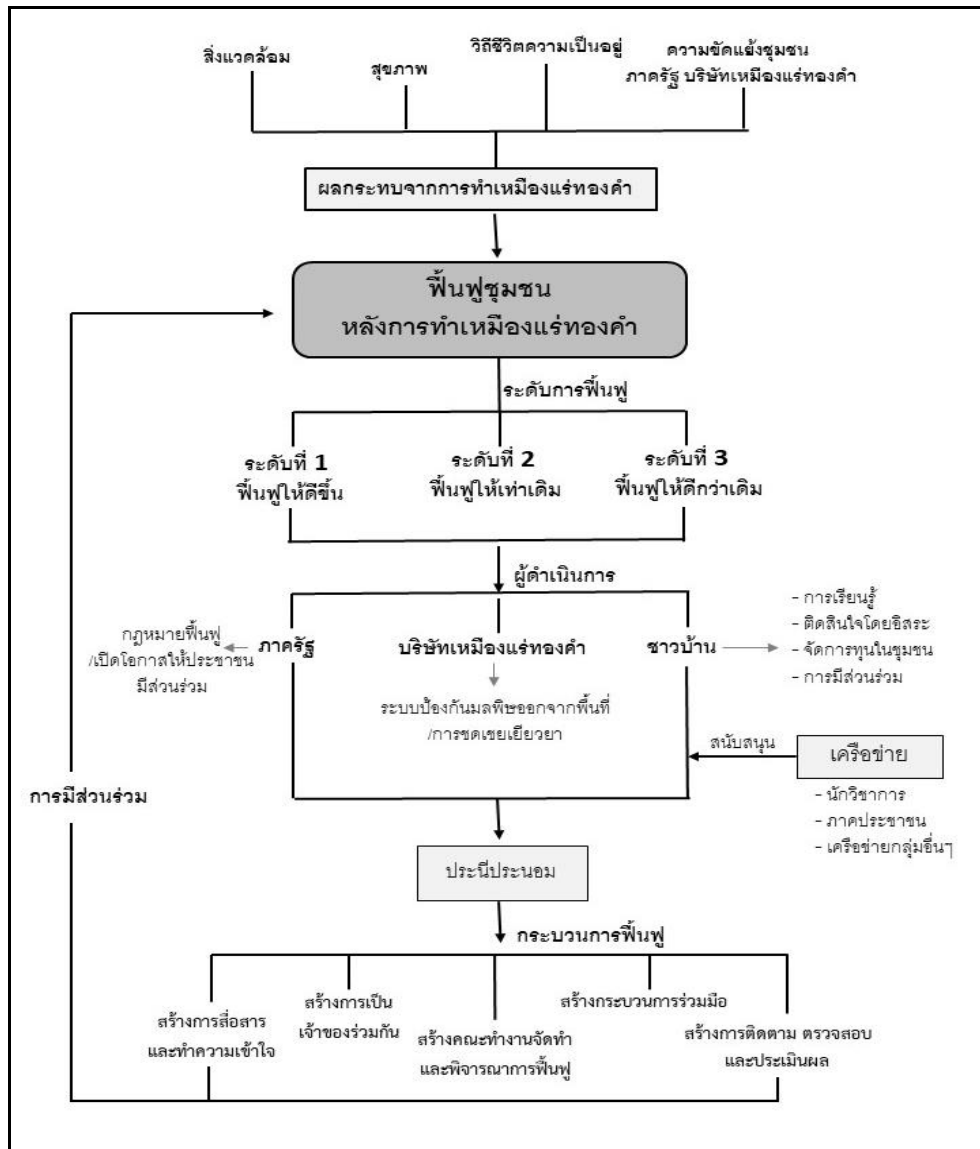 สิ่งแวดล้อม
สุขภาพ
วิถีชีวิตความเป็นอยู่
ความขัดแย้งชุมชน
ภาครัฐ บริษัทเหมืองแร่ทองคำ
ผลกระทบจากการทำเหมืองแร่ทองคำ
ฟื้นฟูชุมชน
หลังการทำเหมืองแร่ทองคำ
ระดับการฟื้นฟู
ระดับที่ 1
ฟื้นฟูให้ดีขึ้น
ระดับที่ 2
ฟื้นฟูให้เท่าเดิม
ระดับที่ 3
ฟื้นฟูให้ดีกว่าเดิม
ผู้ดำเนินการ
กฎหมายฟื้นฟู
/เปิดโอกาสให้ประชาชน
มีส่วนร่วม
ภาครัฐ
บริษัทเหมืองแร่ทองคำ
ระบบป้องกันมลพิษออกจากพื้นที่
/การชดเชยเยียวยา
ชาวบ้าน
- การเรียนรู้
- ติดสินใจโดยอิสระ
- จัดการทุนในชุมชน
- การมีส่วนร่วม
สนับสนุน
เครือข่าย
- นักวิชาการ
- ภาคประชาชน
- เครือข่ายกลุ่มอื่นๆ
การมีส่วนร่วม
ประนีประนอม
กระบวนการฟื้นฟู
สร้างการสื่อสาร
และทำความเข้าใจ
สร้างการเป็น
เจ้าของร่วมกัน
สร้างคณะทำงานจัดทำ
และพิจารณาการฟื้นฟู
สร้างกระบวนการร่วมมือ
สร้างการติดตาม ตรวจสอบ
และประเมินผล